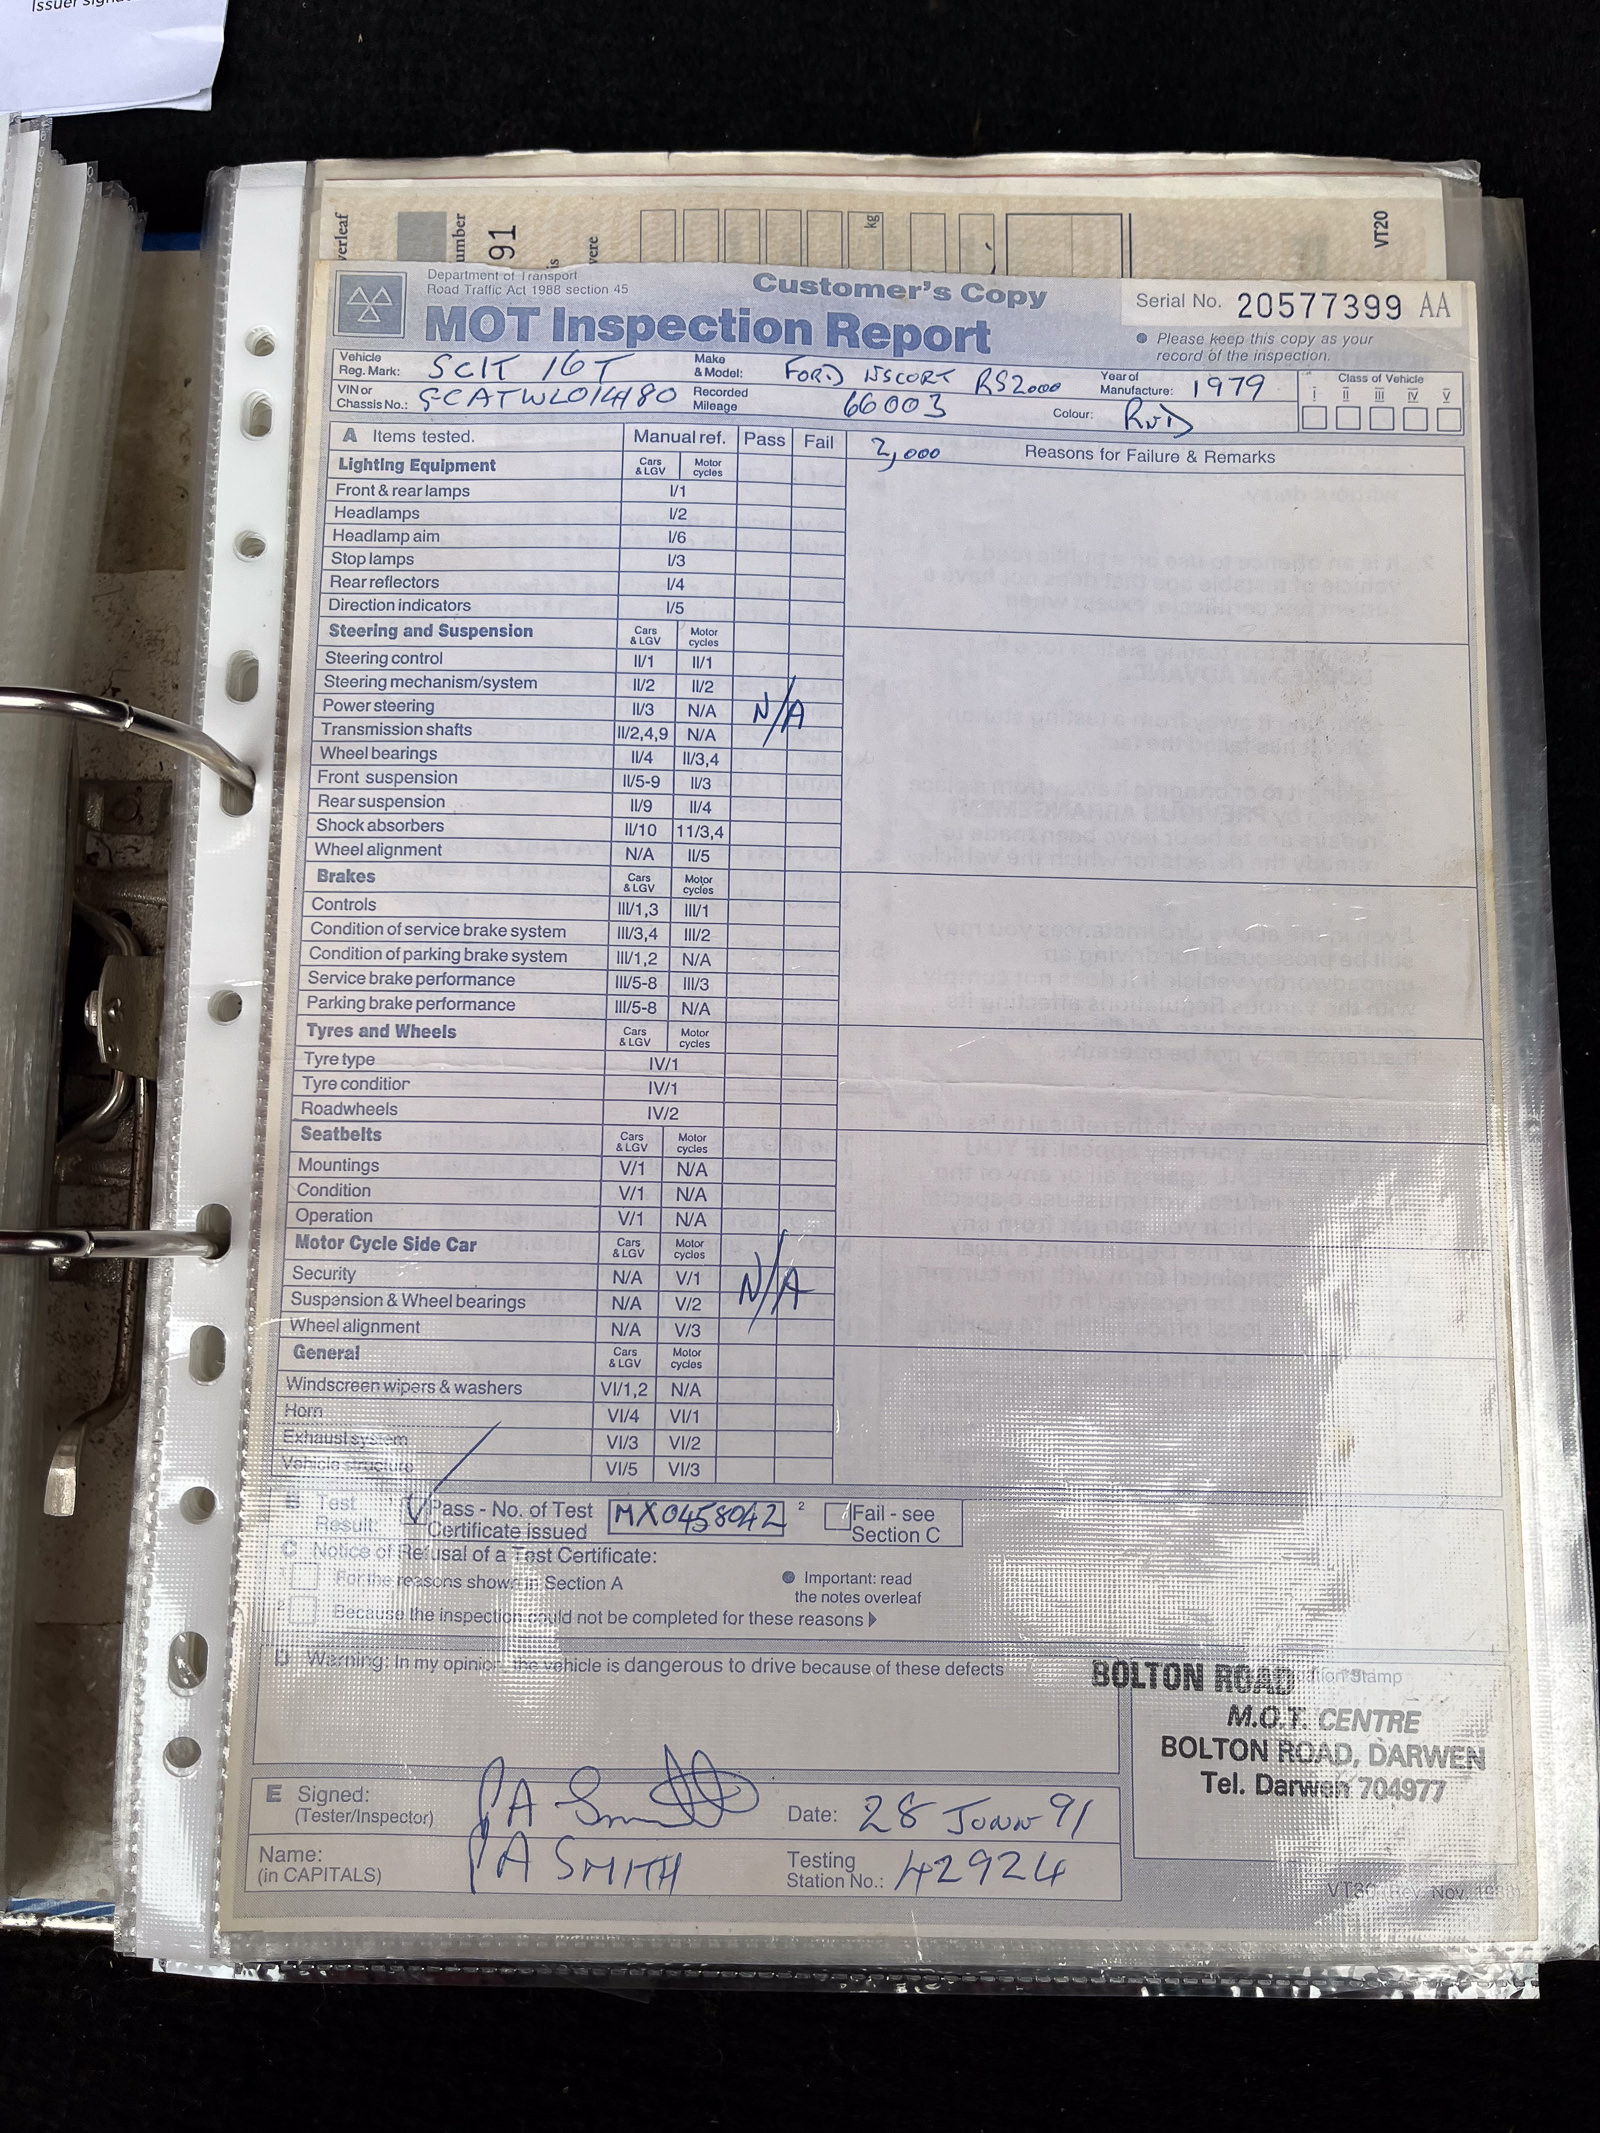 Issuer
verleaf
umber
91
is
were
kg
VT20
Department of Transport
Road Traffic Act 1988 section 45
Customer's Copy
MOT Inspection Report
Serial No. 20577399 AA
● Please keep this copy as your
record of the inspection.
Vehicle
Reg. Mark:
16T
Make
& Model: FORD ESCORT RS2000
Year of
Manufacture: 1979
Class of Vehicle
I II III IV V
VIN or
Chassis No.:
Recorded
Mileage 66003
Colour: RED
A Items tested. Manual ref. Pass Fail 2,000 Reasons for Failure & Remarks
Lighting Equipment Cars & LGV Motor cycles
Front & rear lamps I/1
Headlamps I/2
Headlamp aim I/6
Stop lamps I/3
Rear reflectors I/4
Direction indicators I/5
Steering and Suspension Cars & LGV Motor cycles
Steering control II/1 II/1
Steering mechanism/system II/2 II/2
Power steering II/3 N/A N/A
Transmission shafts II/2,4,9 N/A
Wheel bearings II/4 II/3,4
Front suspension II/5-9 II/3
Rear suspension II/9 II/4
Shock absorbers II/10 11/3,4
Wheel alignment N/A II/5
Brakes Cars & LGV Motor cycles
Controls III/1,3 III/1
Condition of service brake system III/3,4 III/2
Condition of parking brake system III/1,2 N/A
Service brake performance III/5-8 III/3
Parking brake performance III/5-8 N/A
Tyres and Wheels Cars & LGV Motor cycles
Tyre type IV/1
Tyre condition IV/1
Roadwheels IV/2
Seatbelts Cars & LGV Motor cycles
Mountings V/1 N/A
Condition V/1 N/A
Operation V/1 N/A
Motor Cycle Side Car Cars & LGV Motor cycles
Security N/A V/1 N/A
Suspension & Wheel bearings N/A V/2
Wheel alignment N/A V/3
General Cars & LGV Motor cycles
Windscreen wipers & washers VI/1,2 N/A
Horn VI/4 VI/1
Exhaust system VI/3 VI/2
Vehicle structure VI/5 VI/3
B Test
Result:
Pass - No. of Test
Certificate issued MX0458042
2 Fail - see
Section C
C Notice of Refusal of a Test Certificate:
For the reasons shown in Section A
2 Because the inspection could not be completed for these reasons
● Important: read
the notes overleaf
D Warning: In my opinion, the vehicle is dangerous to drive because of these defects
Stamp
BOLTON ROAD
M.O.T. CENTRE
BOLTON ROAD, DARWEN
Tel. Darwen 704977
E Signed:
(Tester/Inspector) PA Smith
Date: 28 JUNE 91
Name:
(in CAPITALS) PA SMITH
Testing
Station No.: 42924